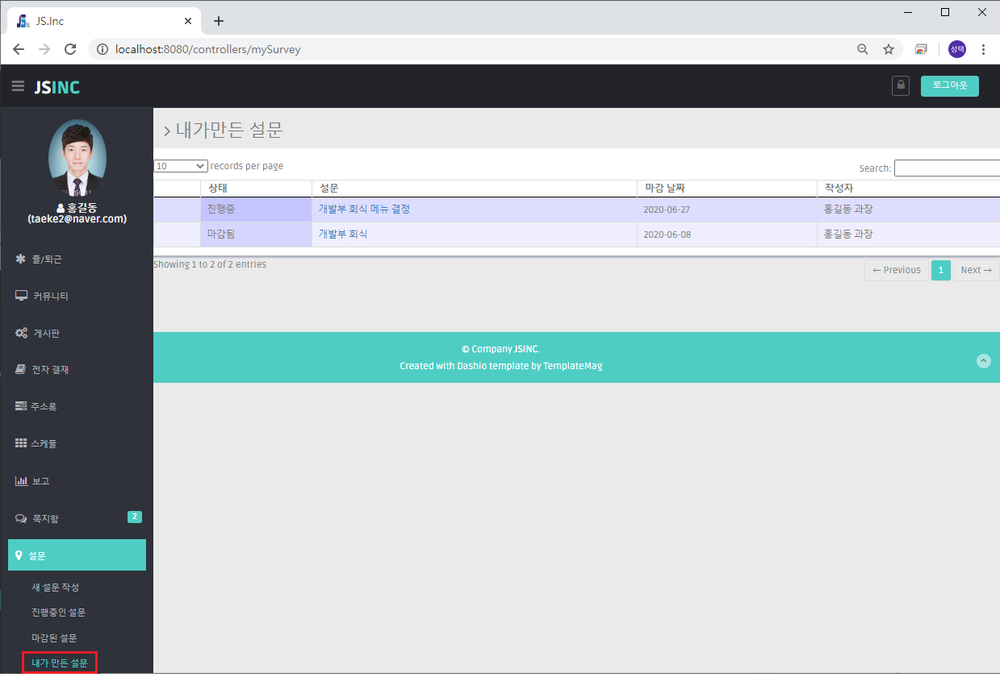 JS.Inc
localhost:8080/controllers/mySurvey
성택
JSINC
로그아웃
홍길동
(taeke2@naver.com)
출/퇴근
커뮤니티
게시판
전자 결재
주소록
스케쥴
보고
쪽지함 2
설문
새 설문 작성
진행중인 설문
마감된 설문
내가 만든 설문
내가만든 설문
10 records per page
Search:
상태 설문 마감 날짜 작성자
진행중 개발부 회식 메뉴 결정 2020-06-27 홍길동 과장
마감됨 개발부 회식 2020-06-08 홍길동 과장
Showing 1 to 2 of 2 entries
← Previous 1 Next →
© Company JSINC.
Created with Dashio template by TemplateMag